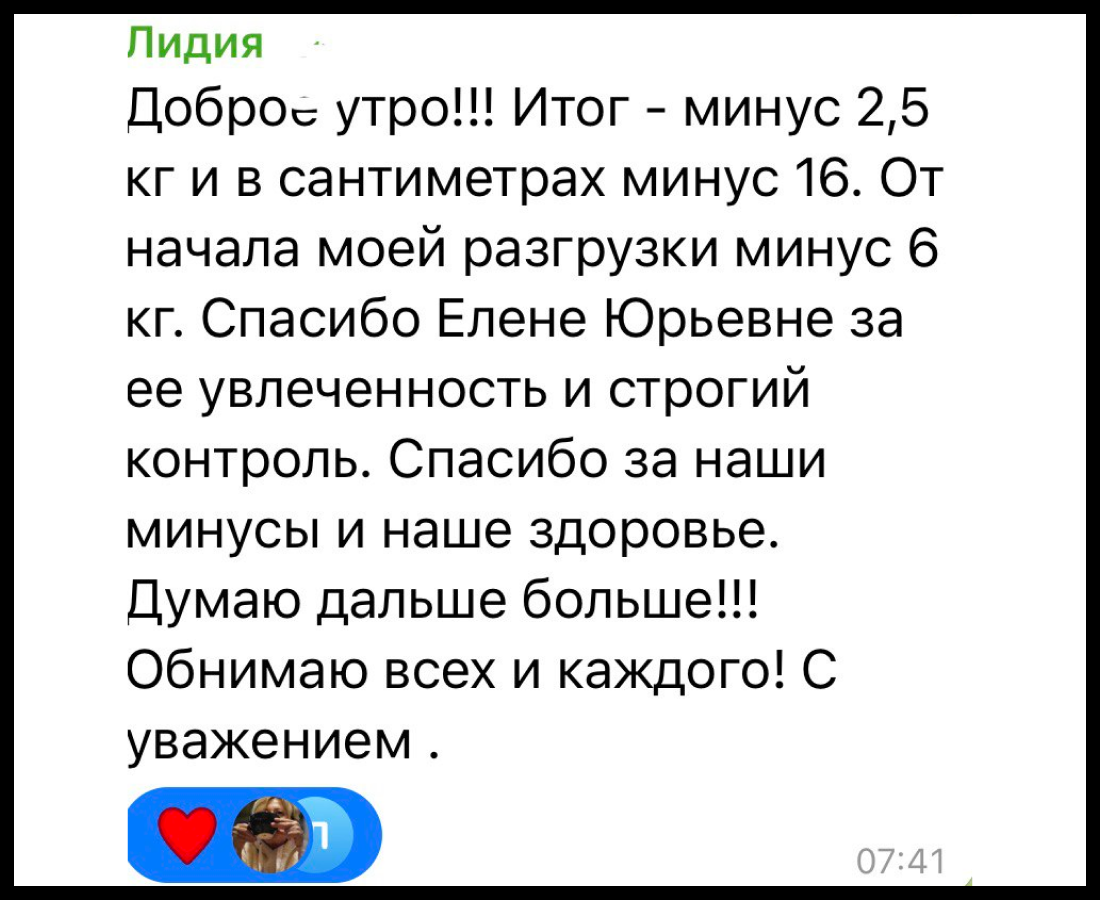 Лидия
Доброе утро!!! Итог - минус 2,5
кг и в сантиметрах минус 16. От
начала моей разгрузки минус 6
кг. Спасибо Елене Юрьевне за
ее увлеченность и строгий
контроль. Спасибо за наши
минусы и наше здоровье.
Думаю дальше больше!!!
Обнимаю всех и каждого! С
уважением .
07:41